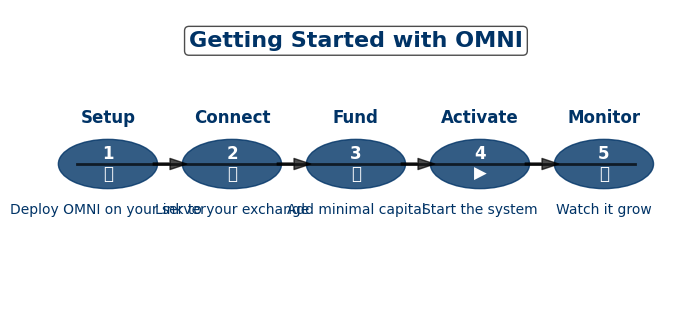 Getting Started with OMNI
Setup
Connect
Fund
Activate
Monitor
1
2
3
4
5
▶
Deploy OMNI on your server
Link to your exchange
Add minimal capital
Start the system
Watch it grow